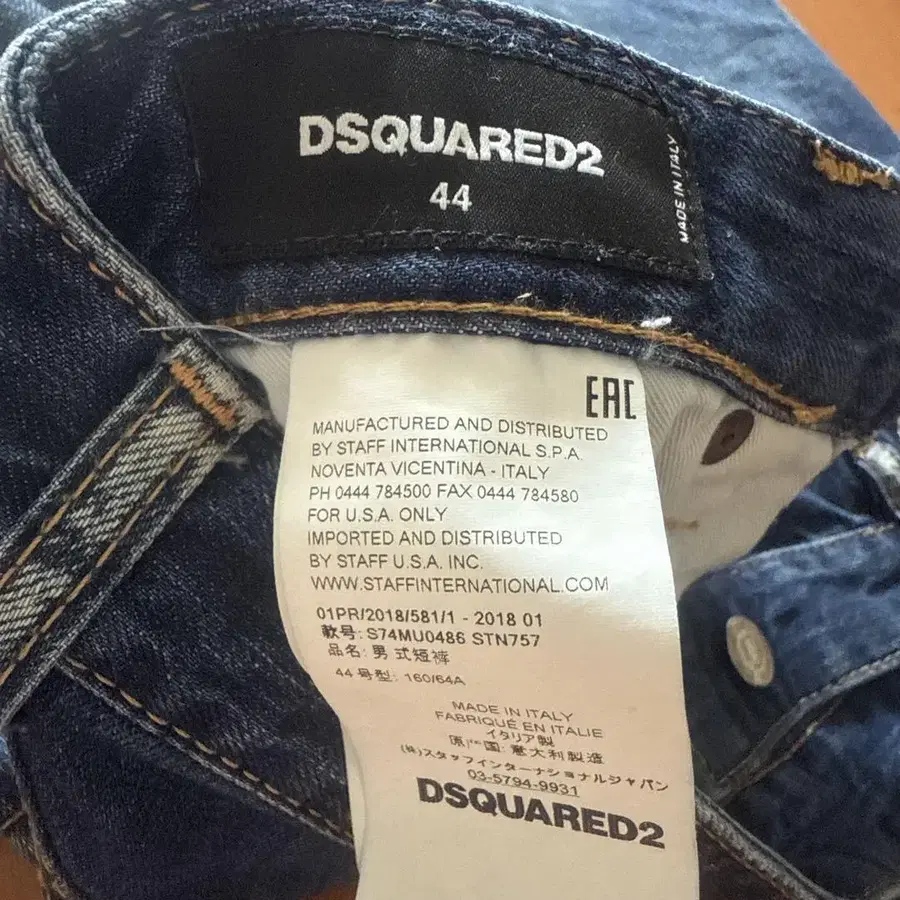 DSQUARED2
44
MADE IN ITALY
EAC
MANUFACTURED AND DISTRIBUTED
BY STAFF INTERNATIONAL S.P.A.
NOVENTA VICENTINA - ITALY
PH 0444 784500 FAX 0444 784580
FOR U.S.A. ONLY
IMPORTED AND DISTRIBUTED
BY STAFF U.S.A. INC.
WWW.STAFFINTERNATIONAL.COM
01PR/2018/581/1 - 2018 01
款号: S74MU0486 STN757
品名: 男式短裤
44 号型: 160/64A
MADE IN ITALY
FABRIQUÉ EN ITALIE
イタリア製
意大利製造
(株)スタッフインターナショナルジャパン
03-5794-9931
DSQUARED2